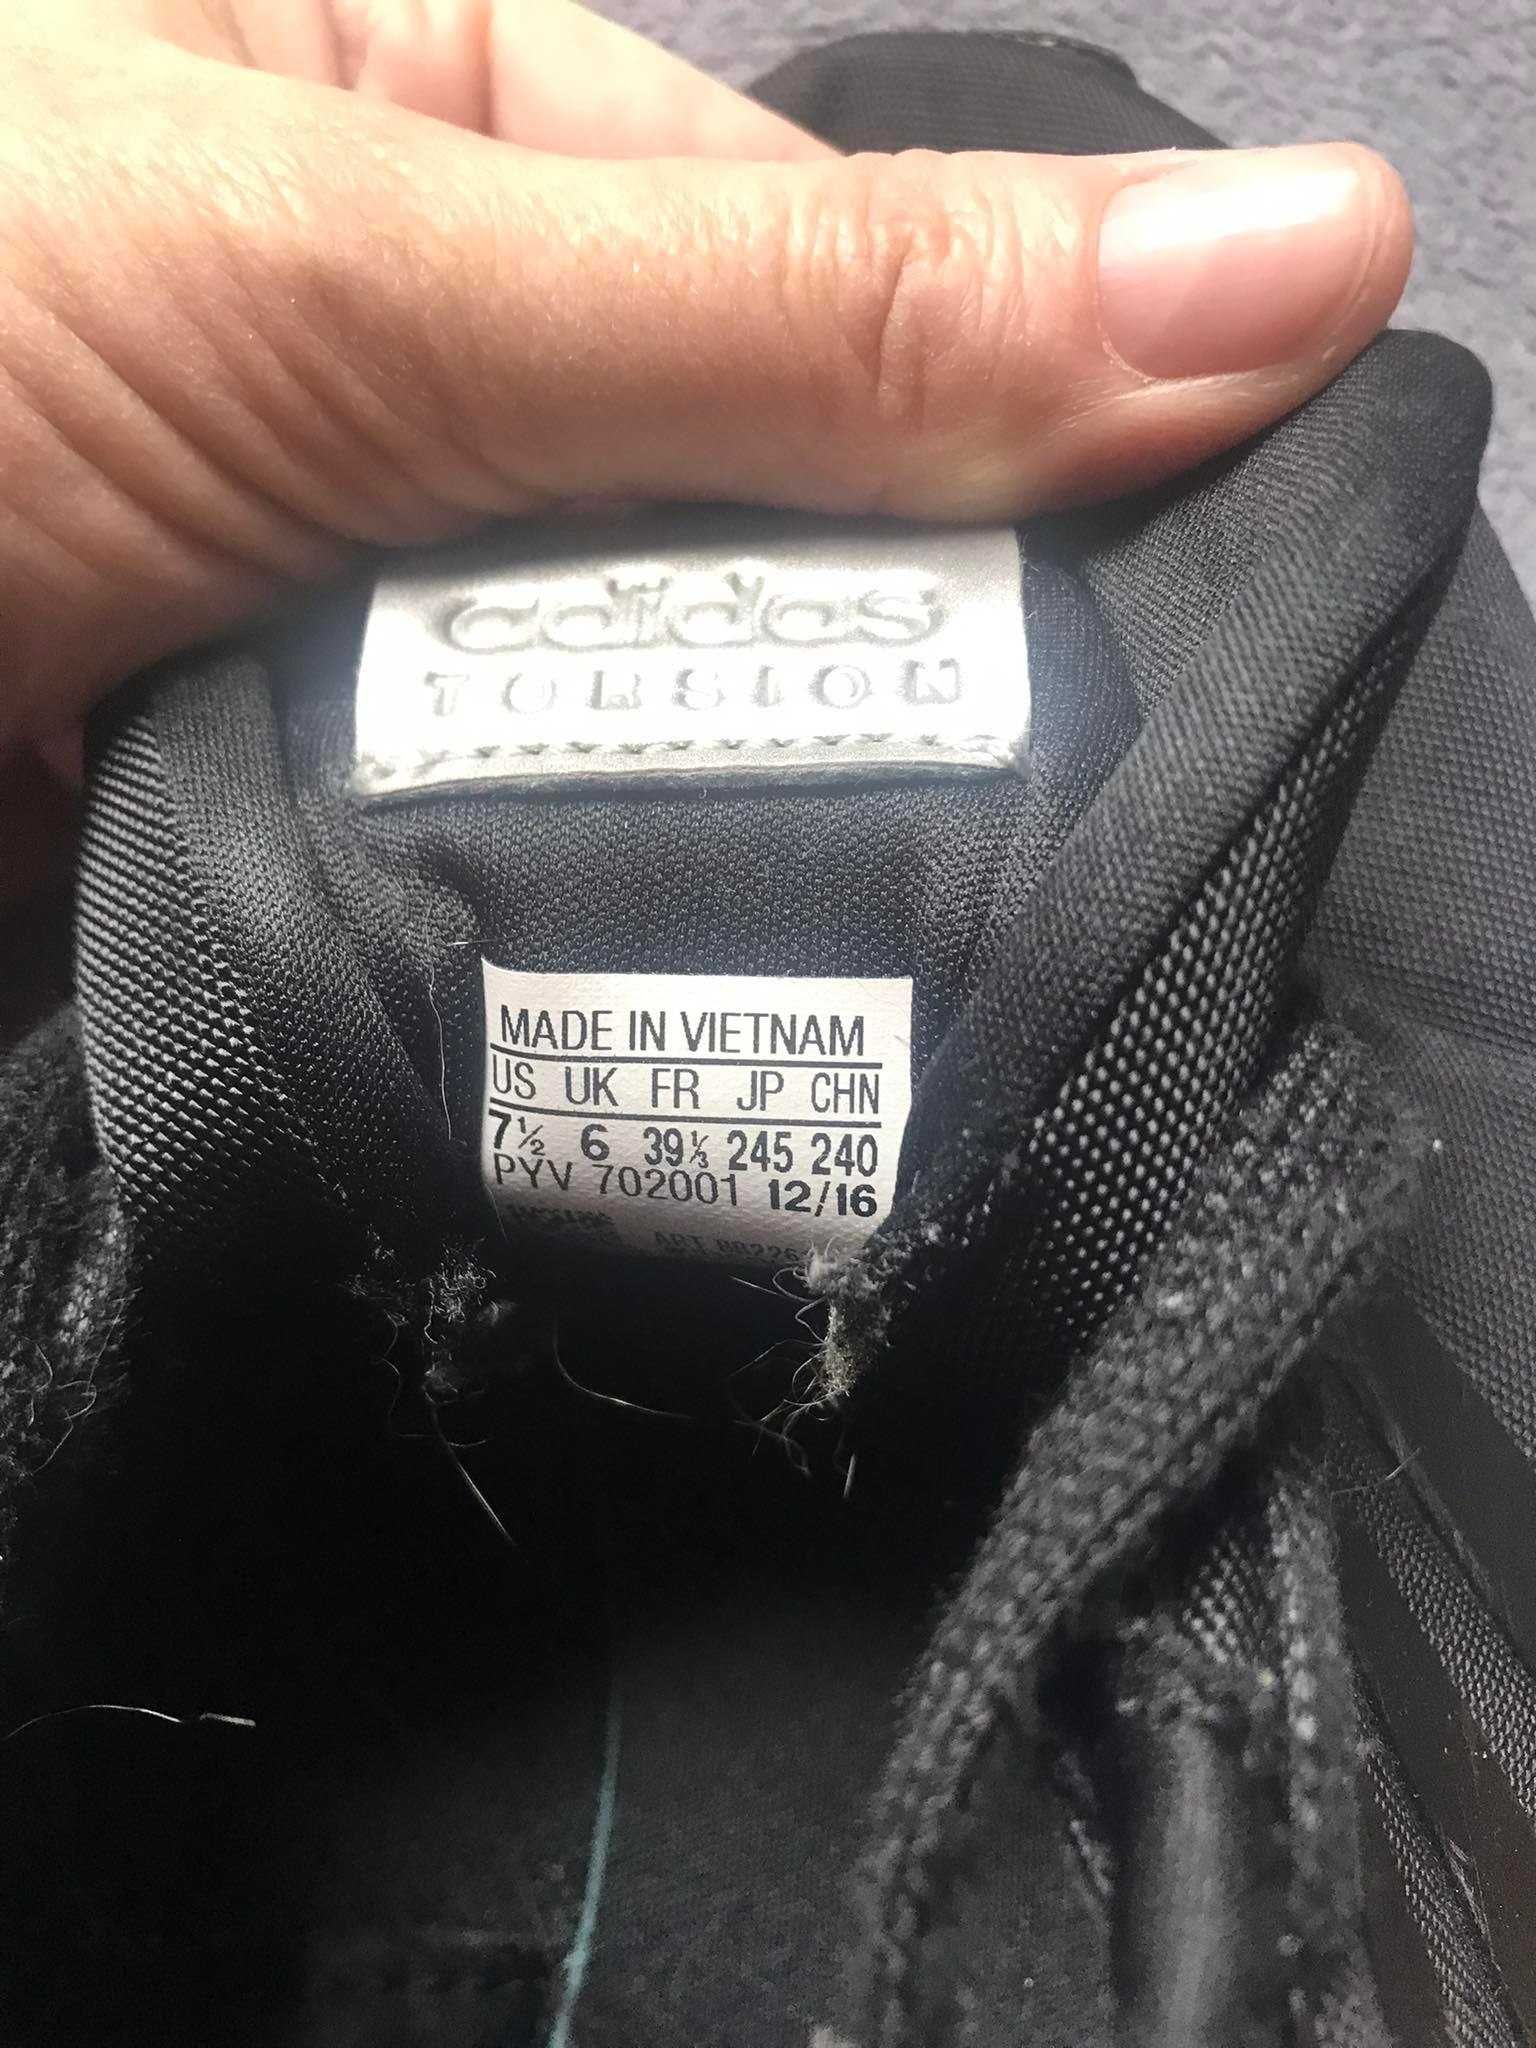 adidas
TORSION
MADE IN VIETNAM
US UK FR JP CHN
7½ 6 39⅓ 245 240
PYV 702001 12/16
ART